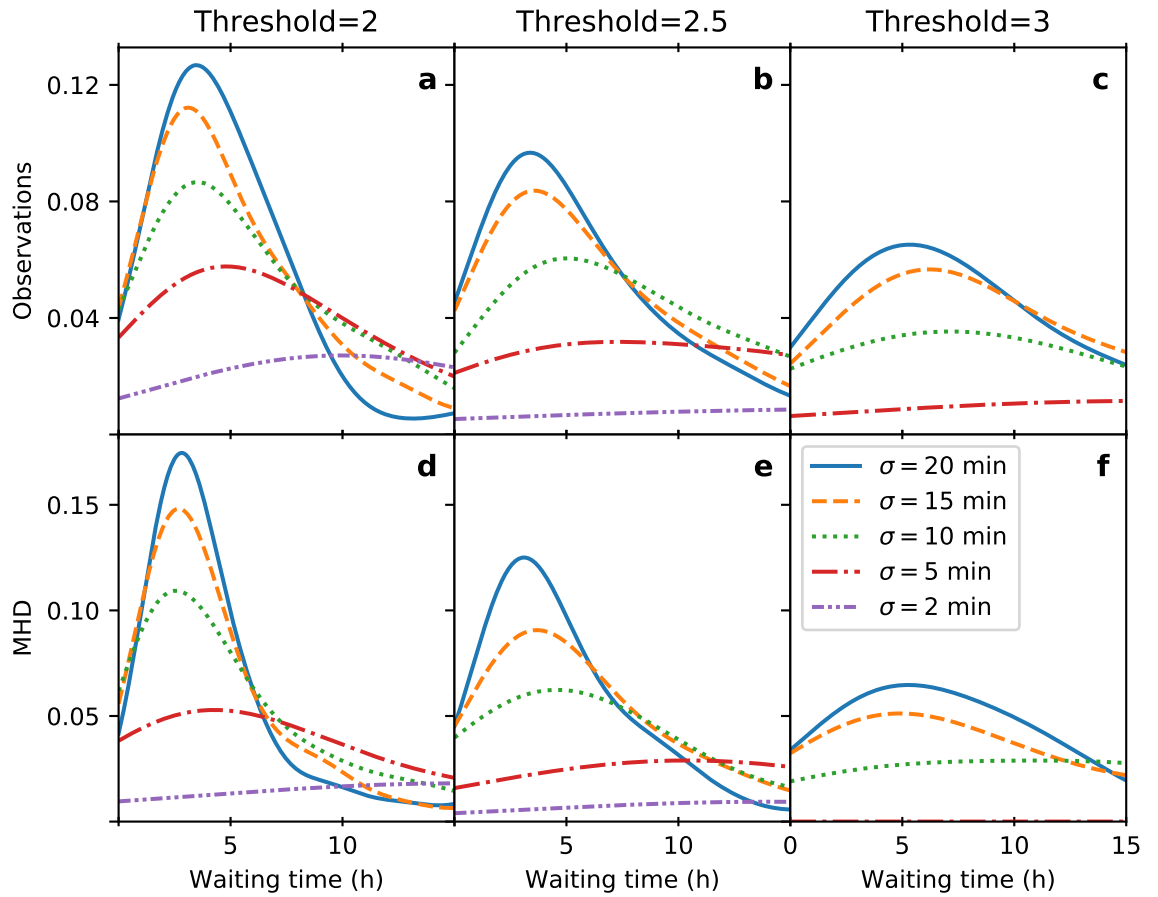 Threshold=2 Threshold=2.5 Threshold=3
a b c
0.12
0.08
0.04
Observations
d e f
0.15
0.10
0.05
MHD
σ = 20 min
σ = 15 min
σ = 10 min
σ = 5 min
σ = 2 min
5 10 5 10 0 5 10 15
Waiting time (h) Waiting time (h) Waiting time (h)